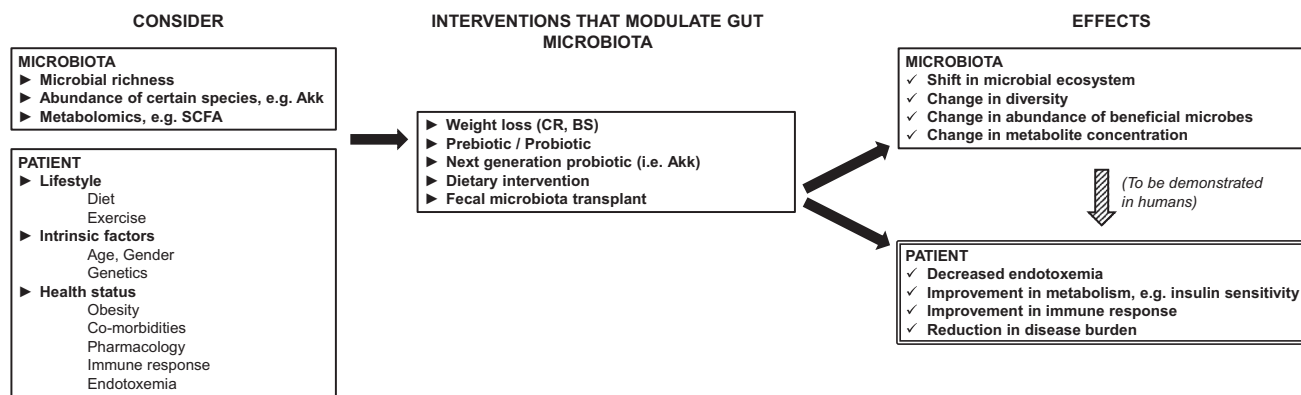 CONSIDER
MICROBIOTA
► Microbial richness
► Abundance of certain species, e.g. Akk
► Metabolomics, e.g. SCFA
PATIENT
► Lifestyle
Diet
Exercise
► Intrinsic factors
Age, Gender
Genetics
► Health status
Obesity
Co-morbidities
Pharmacology
Immune response
Endotoxemia
INTERVENTIONS THAT MODULATE GUT
MICROBIOTA
► Weight loss (CR, BS)
► Prebiotic / Probiotic
► Next generation probiotic (i.e. Akk)
► Dietary intervention
► Fecal microbiota transplant
EFFECTS
MICROBIOTA
✓ Shift in microbial ecosystem
✓ Change in diversity
✓ Change in abundance of beneficial microbes
✓ Change in metabolite concentration
(To be demonstrated
in humans)
PATIENT
✓ Decreased endotoxemia
✓ Improvement in metabolism, e.g. insulin sensitivity
✓ Improvement in immune response
✓ Reduction in disease burden